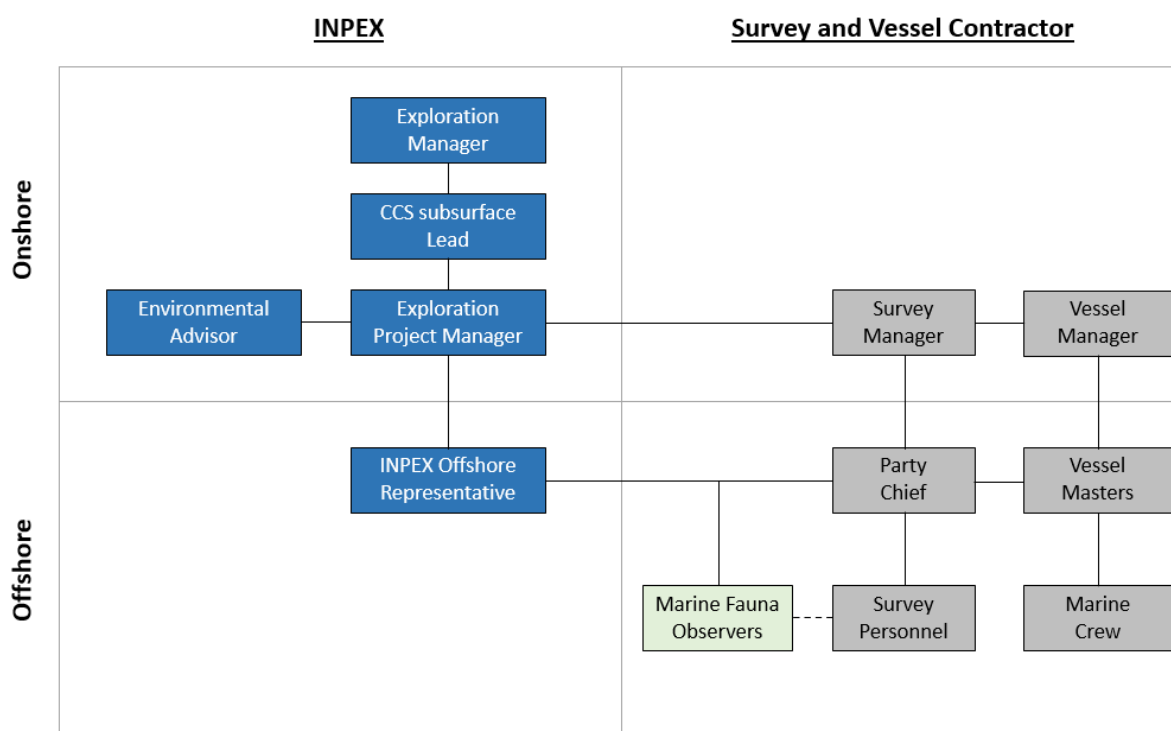 INPEX
Survey and Vessel Contractor
Onshore
Exploration
Manager
CCS subsurface
Lead
Environmental
Advisor
Exploration
Project Manager
Survey
Manager
Vessel
Manager
Offshore
INPEX Offshore
Representative
Party
Chief
Vessel
Masters
Marine Fauna
Observers
Survey
Personnel
Marine
Crew